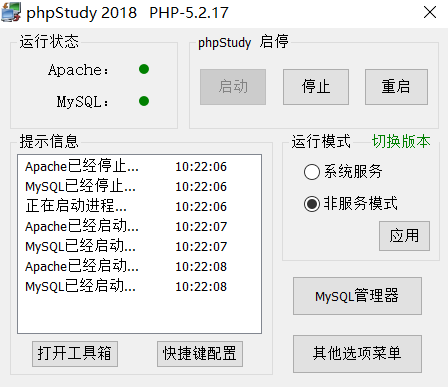 phpStudy 2018 PHP-5.2.17
运行状态
Apache:
MySQL:
phpStudy 启停
启动 停止 重启
提示信息
Apache已经停止... 10:22:06
MySQL已经停止... 10:22:06
正在启动进程... 10:22:06
Apache已经启动... 10:22:07
MySQL已经启动... 10:22:07
Apache已经启动... 10:22:08
MySQL已经启动... 10:22:08
打开工具箱 快捷键配置
运行模式 切换版本
系统服务
非服务模式
应用
MySQL管理器
其他选项菜单